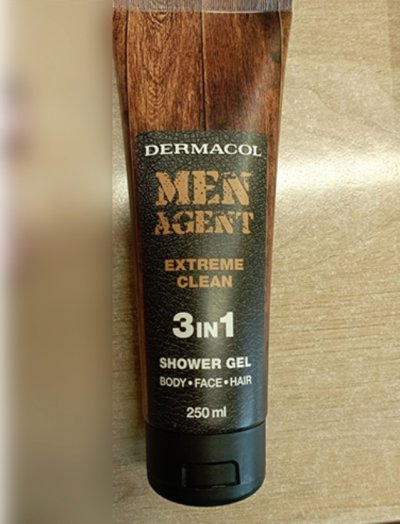 DERMACOL
MEN
AGENT
EXTREME
CLEAN
3IN1
SHOWER GEL
BODY•FACE•HAIR
250 ml